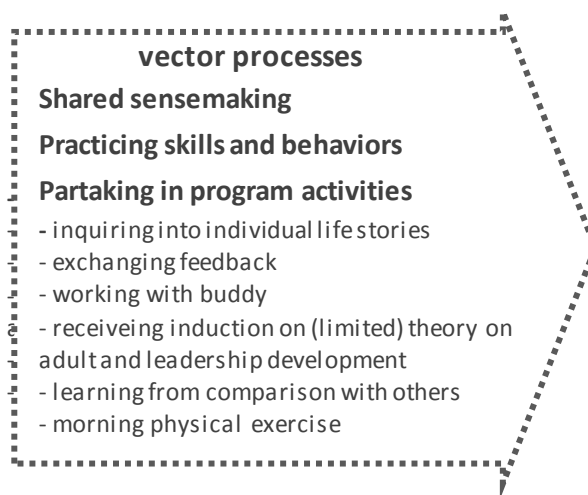 vector processes
Shared sensemaking
Practicing skills and behaviors
Partaking in program activities
- inquiring into individual life stories
- exchanging feedback
- working with buddy
- receiveing induction on (limited) theory on
adult and leadership development
- learning from comparison with others
- morning physical exercise